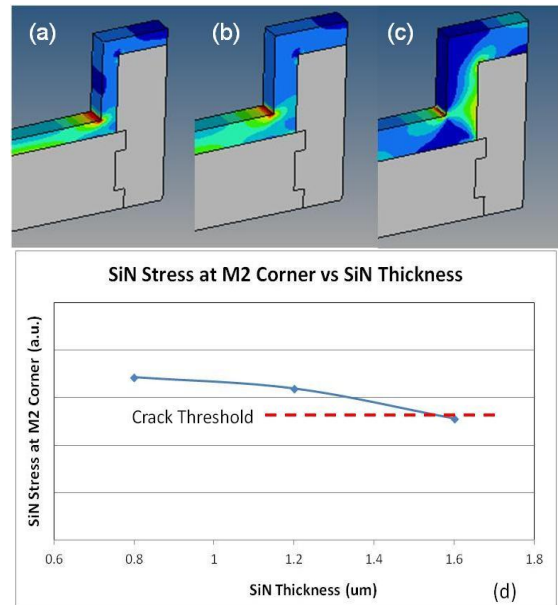 (a)
(b)
(c)
SiN Stress at M2 Corner vs SiN Thickness
SiN Stress at M2 Corner (a.u.)
Crack Threshold
0.6
0.8
1
1.2
1.4
1.6
1.8
SiN Thickness (um)
(d)